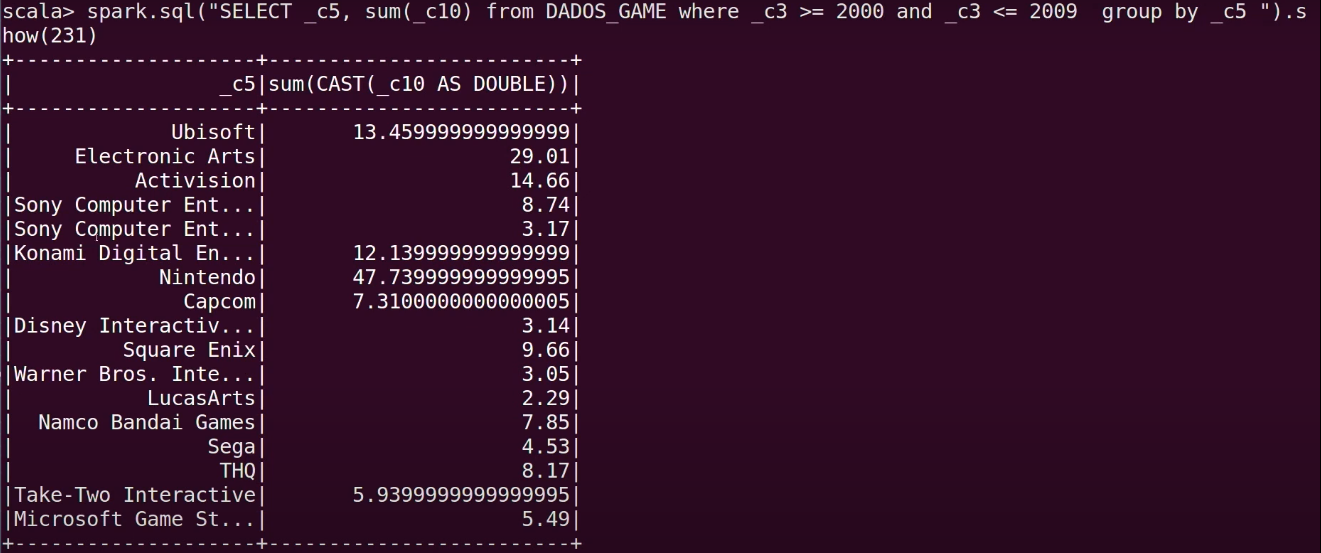 scala> spark.sql("SELECT _c5, sum(_c10) from DADOS_GAME where _c3 >= 2000 and _c3 <= 2009  group by _c5 ").s
how(231)
+--------------------+--------------------------+
|                 _c5|sum(CAST(_c10 AS DOUBLE))|
+--------------------+--------------------------+
|             Ubisoft|       13.459999999999999|
|     Electronic Arts|                    29.01|
|          Activision|                    14.66|
|Sony Computer Ent...|                     8.74|
|Sony Computer Ent...|                     3.17|
|Konami Digital En...|       12.139999999999999|
|            Nintendo|       47.739999999999995|
|              Capcom|       7.3100000000000005|
|Disney Interactiv...|                     3.14|
|         Square Enix|                     9.66|
|Warner Bros. Inte...|                     3.05|
|           LucasArts|                     2.29|
|  Namco Bandai Games|                     7.85|
|                Sega|                     4.53|
|                 THQ|                     8.17|
|Take-Two Interactive|       5.9399999999999995|
|Microsoft Game St...|                     5.49|
+--------------------+--------------------------+